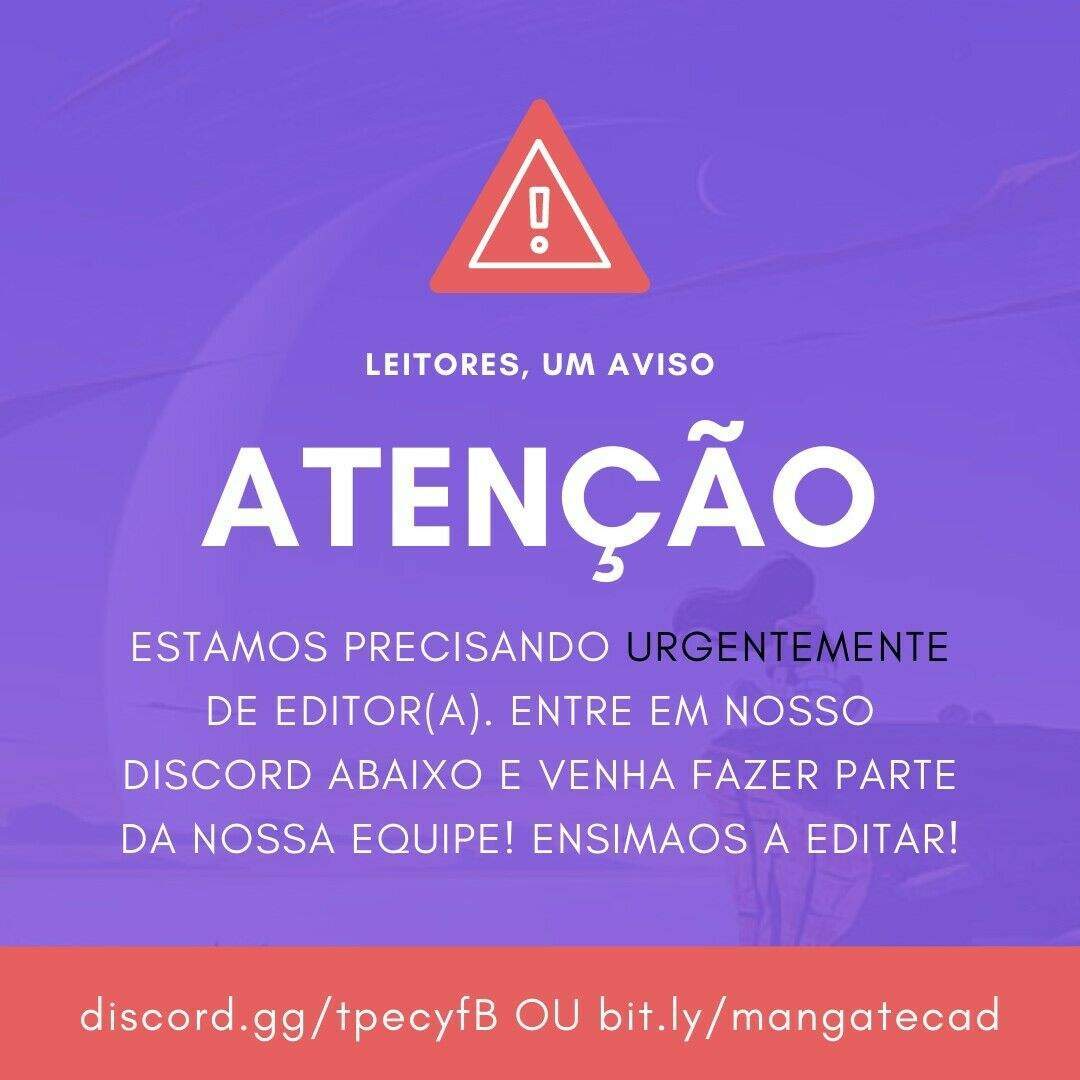 LEITORES, UM AVISO
ATENÇÃO
ESTAMOS PRECISANDO URGENTEMENTE
DE EDITOR(A). ENTRE EM NOSSO
DISCORD ABAIXO E VENHA FAZER PARTE
DA NOSSA EQUIPE! ENSIMAOS A EDITAR!
discord.gg/tpecyfB OU bit.ly/mangatecad